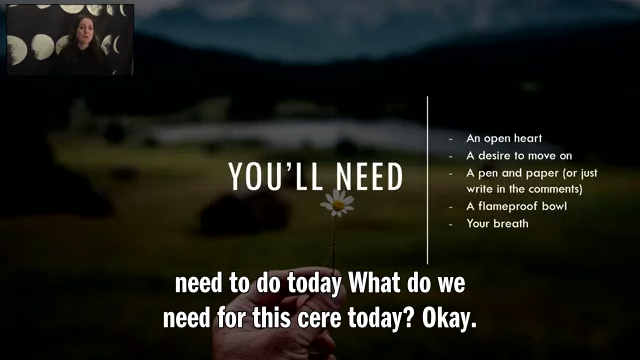 YOU'LL NEED
- An open heart
- A desire to move on
- A pen and paper (or just
write in the comments)
- A flameproof bowl
- Your breath
need to do today What do we
need for this cere today? Okay.